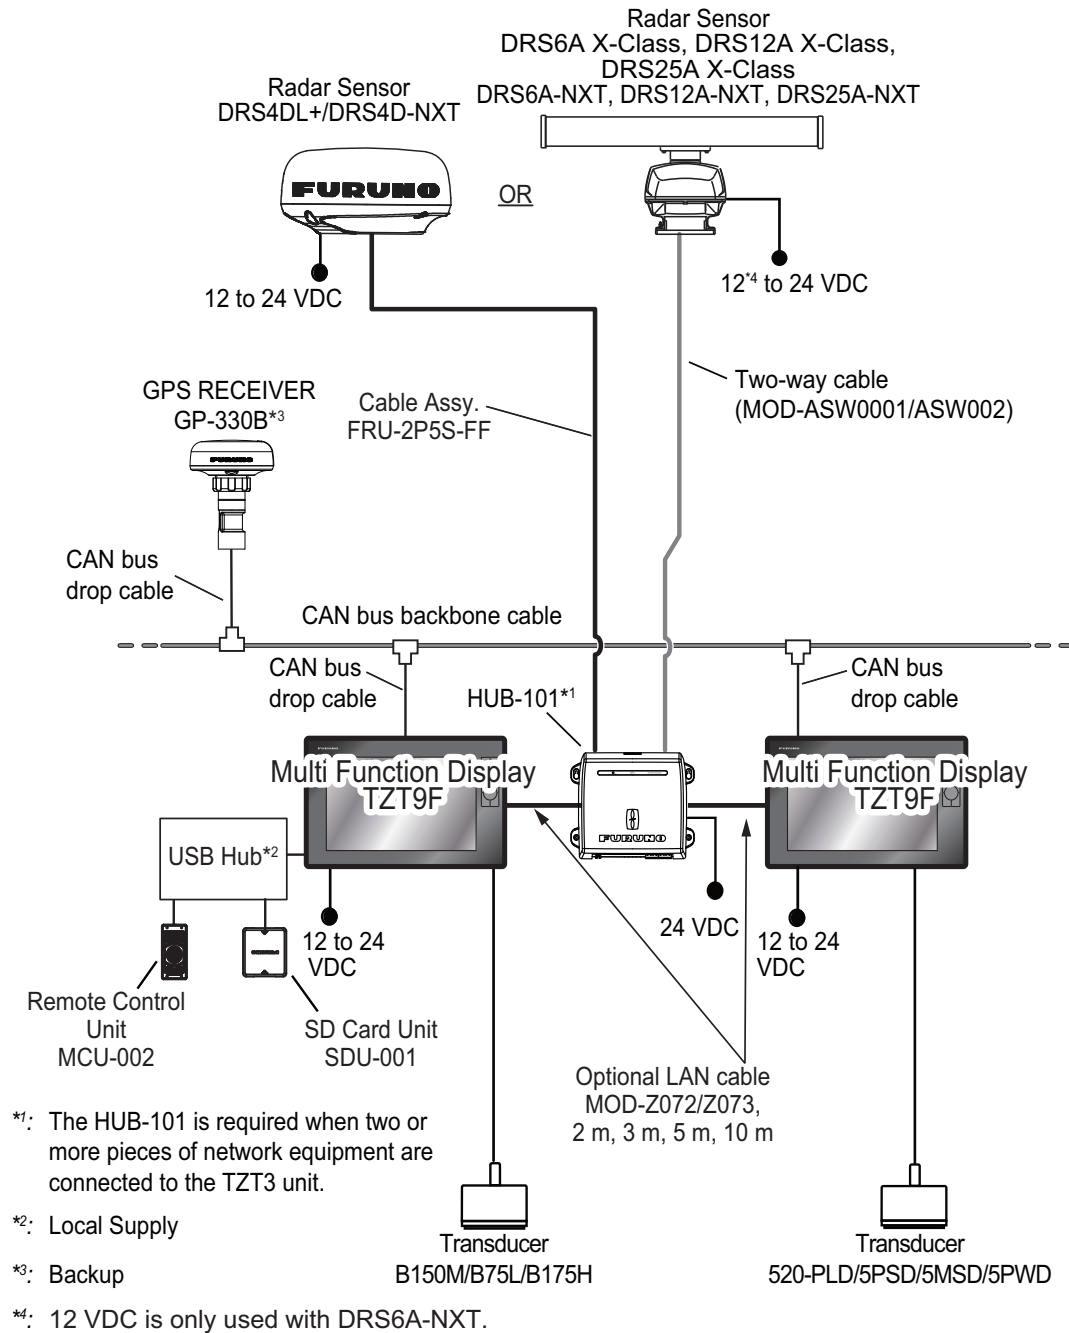 Radar Sensor
DRS6A X-Class, DRS12A X-Class,
DRS25A X-Class
DRS6A-NXT, DRS12A-NXT, DRS25A-NXT
Radar Sensor
DRS4DL+/DRS4D-NXT
FURUNO
OR
12 to 24 VDC
12*4 to 24 VDC
GPS RECEIVER
GP-330B*3
FURUNO
Cable Assy.
FRU-2P5S-FF
Two-way cable
(MOD-ASW0001/ASW002)
CAN bus
drop cable
CAN bus backbone cable
CAN bus
drop cable
HUB-101*1
CAN bus
drop cable
FURUNO
Multi Function Display
TZT9F
FURUNO
FURUNO
Multi Function Display
TZT9F
USB Hub*2
12 to 24
VDC
24 VDC
12 to 24
VDC
Remote Control
Unit
MCU-002
SD Card Unit
SDU-001
Optional LAN cable
MOD-Z072/Z073,
2 m, 3 m, 5 m, 10 m
*1: The HUB-101 is required when two or
more pieces of network equipment are
connected to the TZT3 unit.
*2: Local Supply
*3: Backup
*4: 12 VDC is only used with DRS6A-NXT.
Transducer
B150M/B75L/B175H
Transducer
520-PLD/5PSD/5MSD/5PWD